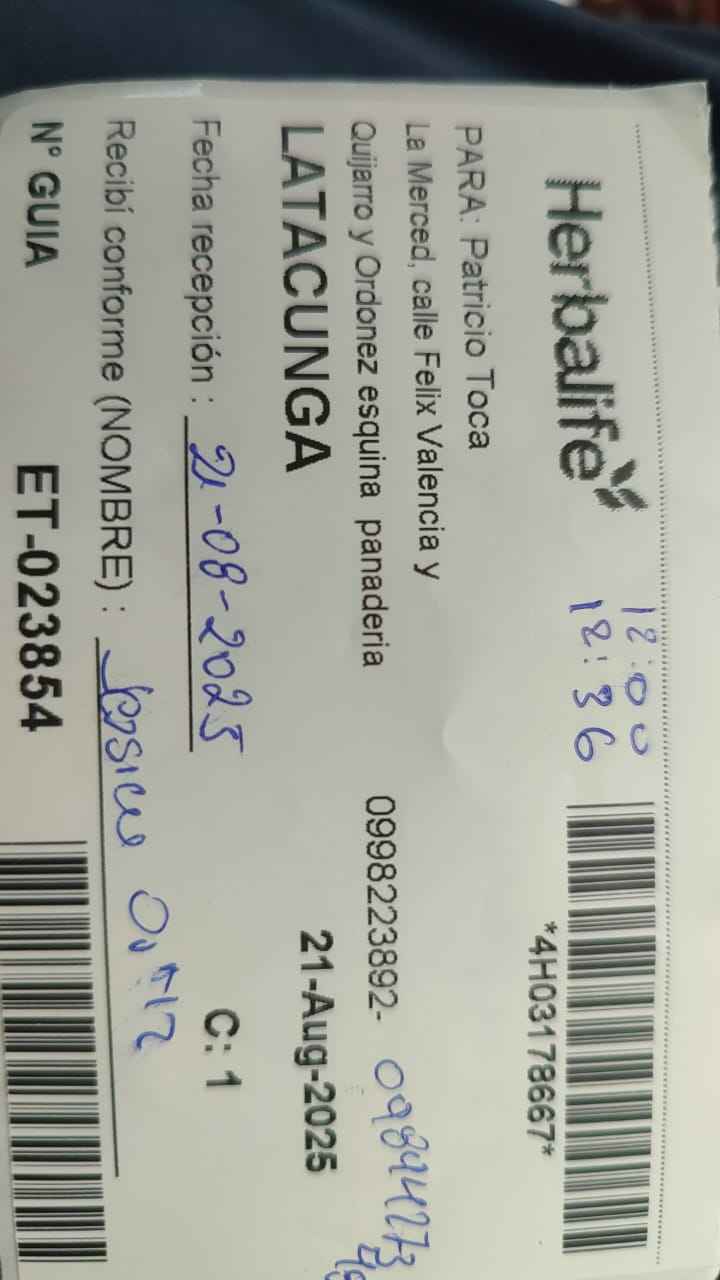 Herbalife
12:00
12:36
*4H03178667*
PARA: Patricio Toca
La Merced, calle Felix Valencia y
Quijarro y Ordonez esquina panaderia
0998223892-
LATACUNGA
21-Aug-2025
Fecha recepción : 21-08-2025
C: 1
Recibí conforme (NOMBRE) : Ortiz
N° GUIA
ET-023854